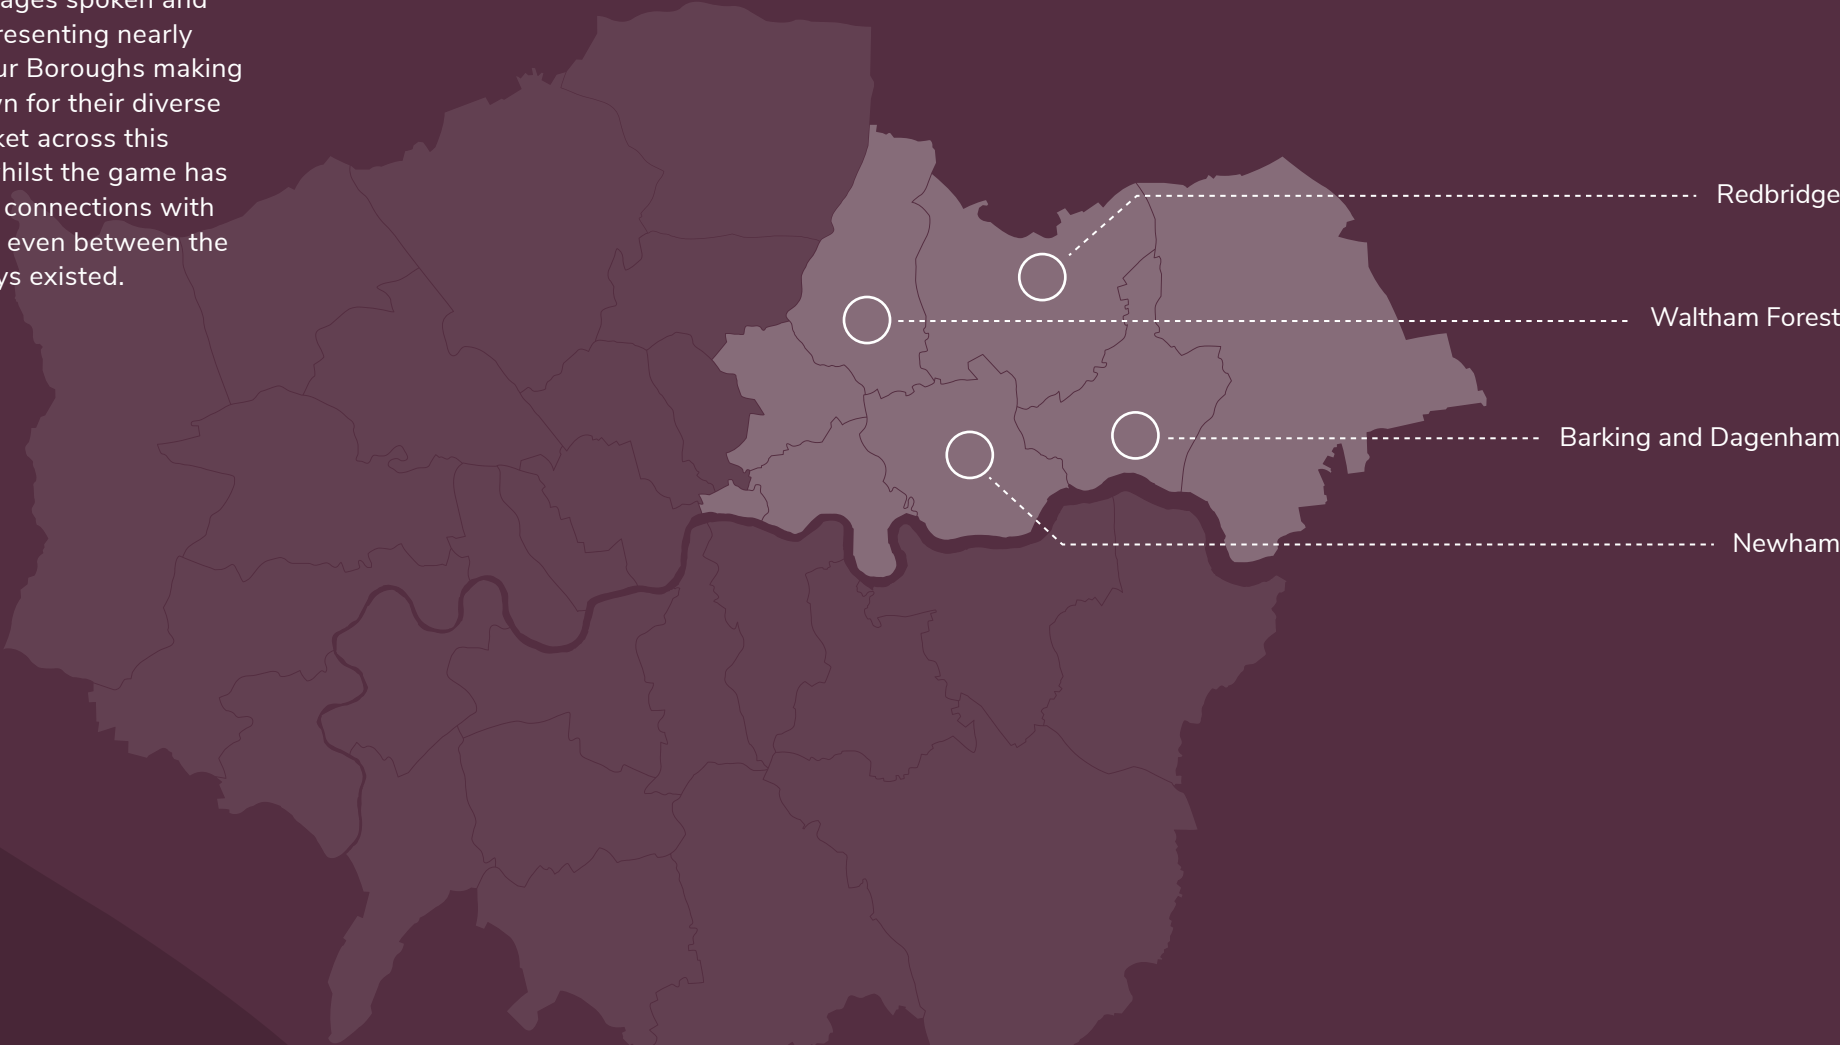 ages spoken and
resenting nearly
ur Boroughs making
n for their diverse
ket across this
hilst the game has
connections with
even between the
ys existed.
Redbridge
Waltham Forest
Barking and Dagenham
Newham